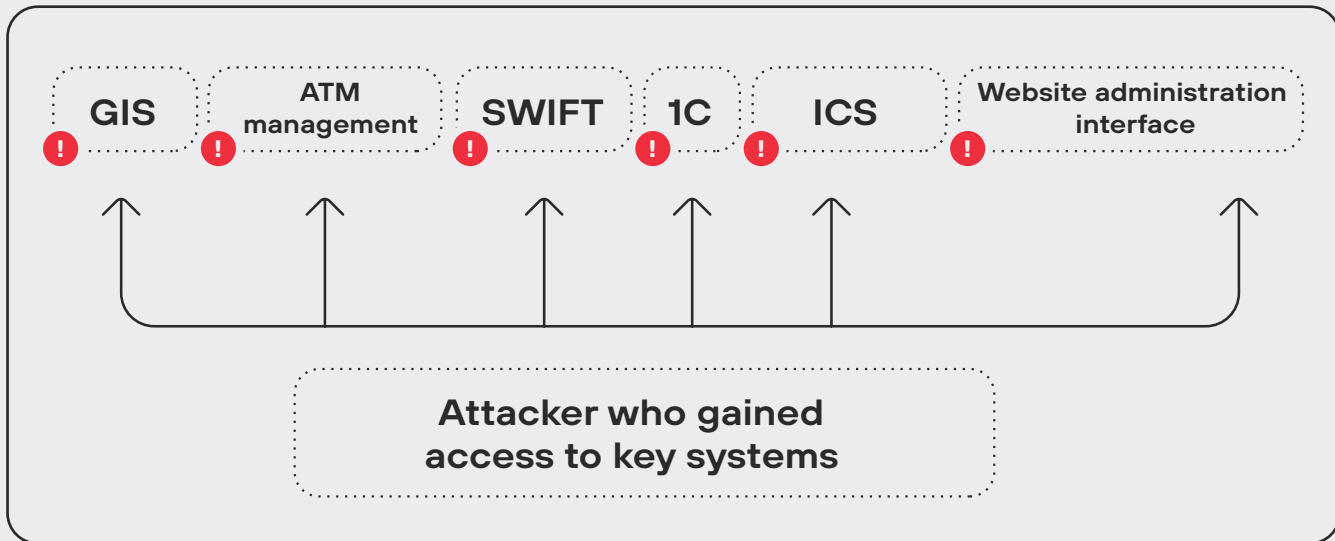 GIS
ATM
management
SWIFT
1C
ICS
Website administration
interface
!
!
!
!
!
!
Attacker who gained
access to key systems